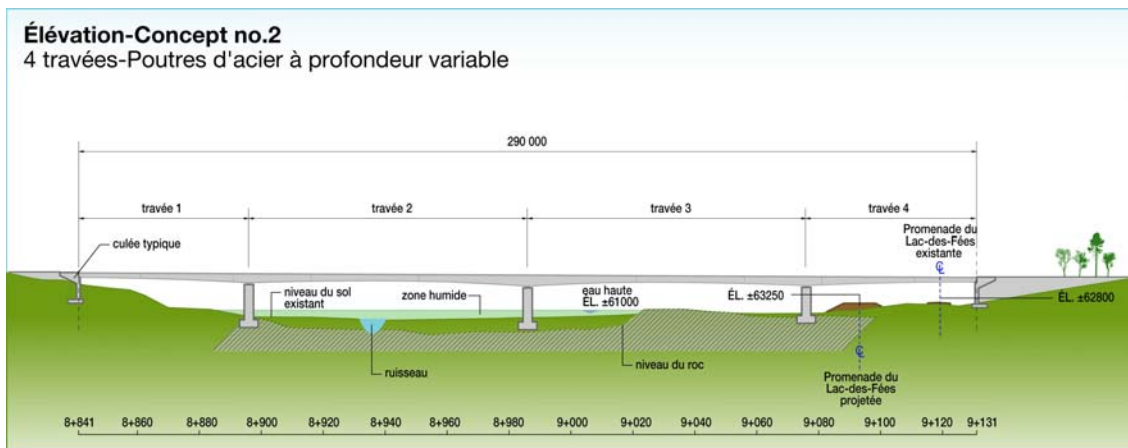 Élévation-Concept no.2
4 travées-Poutres d'acier à profondeur variable
290 000
travée 1
travée 2
travée 3
travée 4
culée typique
Promenade du
Lac-des-Fées
existante
℄
niveau du sol
existant
zone humide
eau haute
ÉL. ±61000
ÉL. ±63250
ÉL. ±62800
ruisseau
niveau du roc
℄
Promenade du
Lac-des-Fées
projetée
8+841 8+860 8+880 8+900 8+920 8+940 8+960 8+980 9+000 9+020 9+040 9+060 9+080 9+100 9+120 9+131